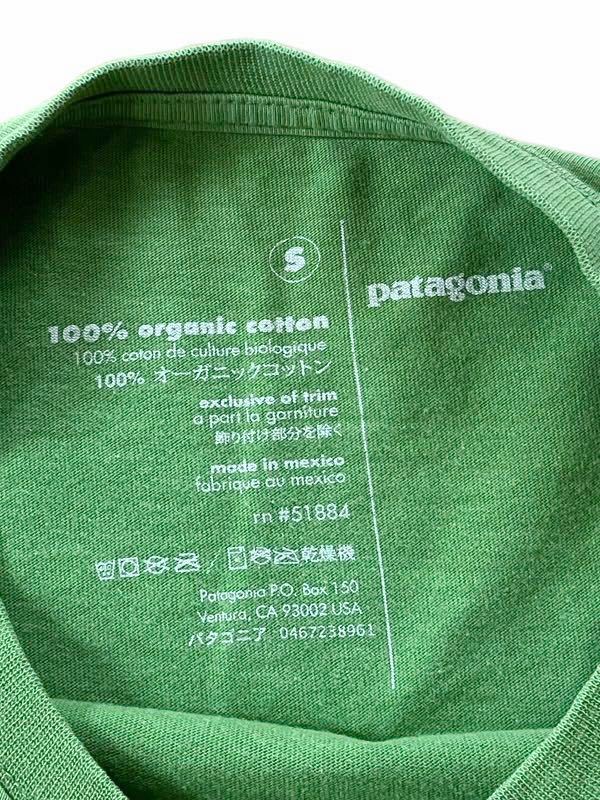 S
patagonia®
100% organic cotton
100% coton de culture biologique
100% オーガニックコットン
exclusive of trim
a part la garniture
飾り付け部分を除く
made in mexico
fabrique au mexico
rn #51884
/ 乾燥機
Patagonia P.O. Box 150
Ventura, CA 93002 USA
パタゴニア 0467238961